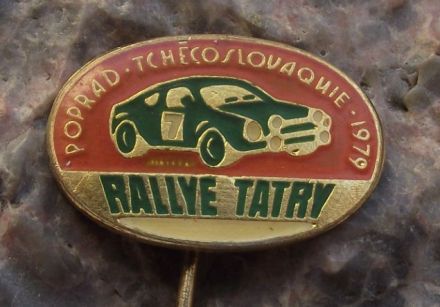 POPRAD · TCHÉCOSLOVAQUIE · 1979
7
RALLYE TATRY